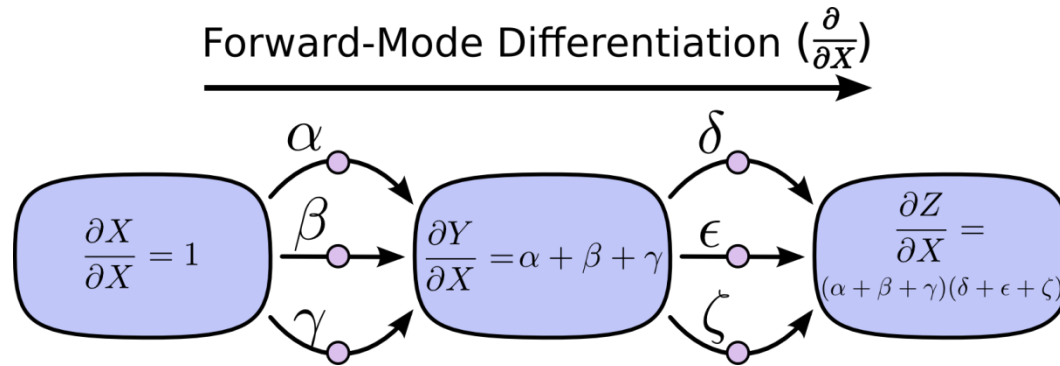 Forward-Mode Differentiation (∂/∂X)
α
β
γ
δ
ϵ
ζ
∂X/∂X = 1
∂Y/∂X = α + β + γ
∂Z/∂X =
(α + β + γ)(δ + ϵ + ζ)